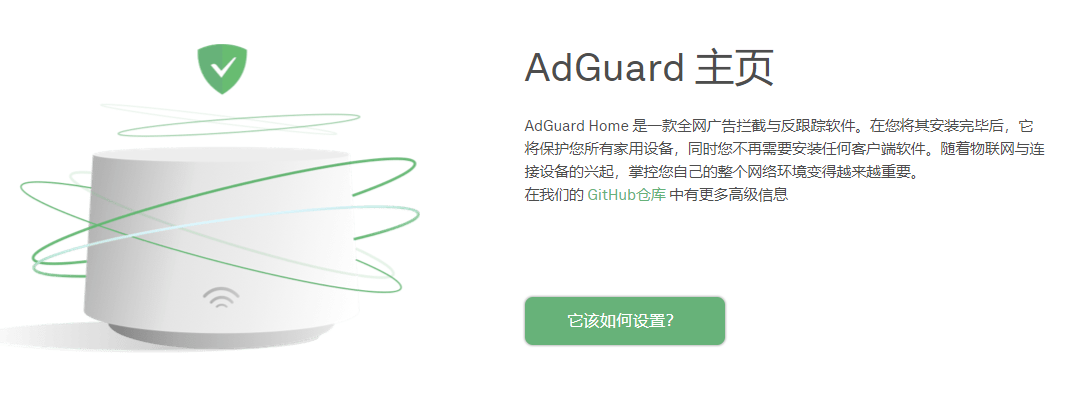 AdGuard 主页
AdGuard Home 是一款全网广告拦截与反跟踪软件。在您将其安装完毕后，它
将保护您所有家用设备，同时您不再需要安装任何客户端软件。随着物联网与连
接设备的兴起，掌控您自己的整个网络环境变得越来越重要。
在我们的 GitHub仓库 中有更多高级信息
它该如何设置?